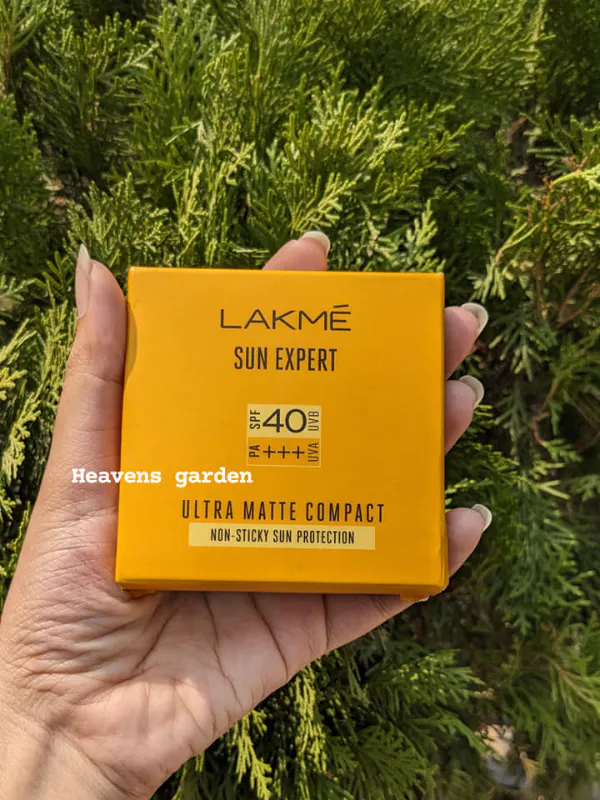 LAKMÉ
SUN EXPERT
SPF 40 UVB
PA +++ UVA
Heavens garden
ULTRA MATTE COMPACT
NON-STICKY SUN PROTECTION